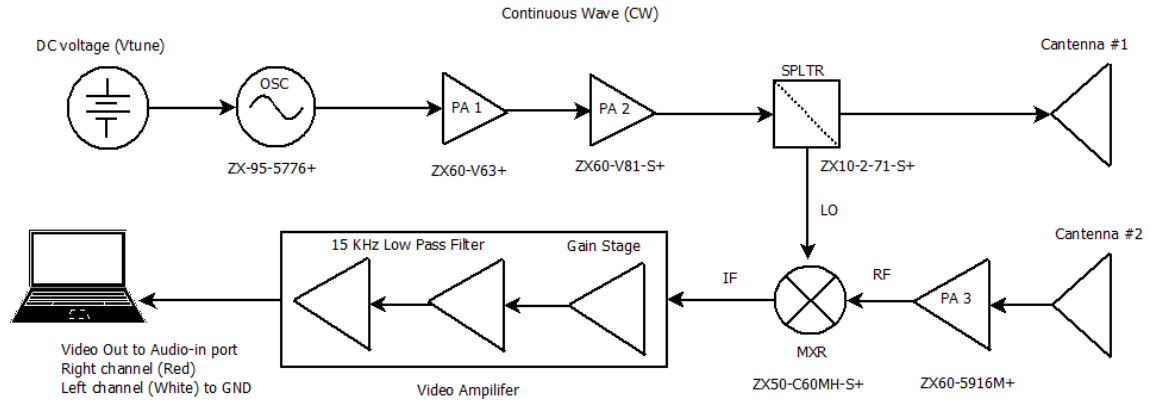 Continuous Wave (CW)
DC voltage (Vtune)
Cantenna #1
OSC
SPLTR
PA 1
PA 2
ZX-95-5776+
ZX60-V63+
ZX60-V81-S+
ZX10-2-71-S+
LO
15 KHz Low Pass Filter
Gain Stage
Cantenna #2
IF
RF
PA 3
MXR
Video Out to Audio-in port
Right channel (Red)
Left channel (White) to GND
Video Ampilifer
ZX50-C60MH-S+
ZX60-5916M+